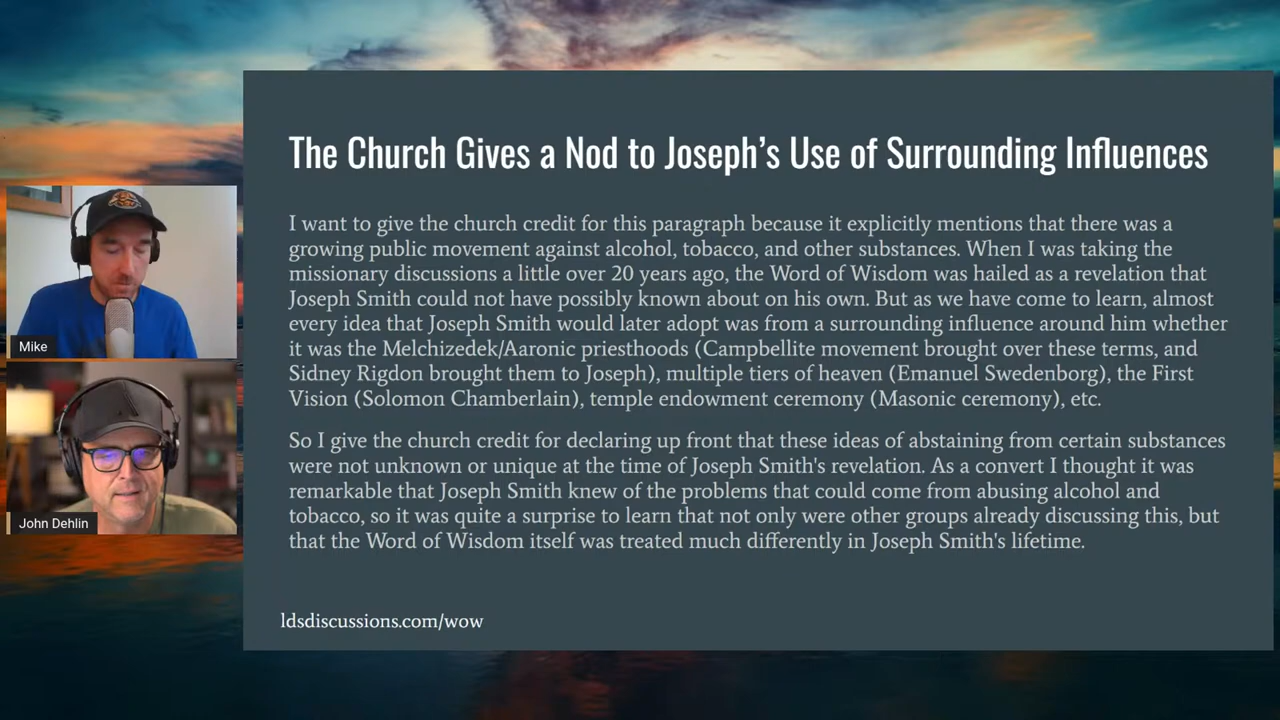 The Church Gives a Nod to Joseph's Use of Surrounding Influences
I want to give the church credit for this paragraph because it explicitly mentions that there was a
growing public movement against alcohol, tobacco, and other substances. When I was taking the
missionary discussions a little over 20 years ago, the Word of Wisdom was hailed as a revelation that
Joseph Smith could not have possibly known about on his own. But as we have come to learn, almost
every idea that Joseph Smith would later adopt was from a surrounding influence around him whether
it was the Melchizedek/Aaronic priesthoods (Campbellite movement brought over these terms, and
Sidney Rigdon brought them to Joseph), multiple tiers of heaven (Emanuel Swedenborg), the First
Vision (Solomon Chamberlain), temple endowment ceremony (Masonic ceremony), etc.
So I give the church credit for declaring up front that these ideas of abstaining from certain substances
were not unknown or unique at the time of Joseph Smith's revelation. As a convert I thought it was
remarkable that Joseph Smith knew of the problems that could come from abusing alcohol and
tobacco, so it was quite a surprise to learn that not only were other groups already discussing this, but
that the Word of Wisdom itself was treated much differently in Joseph Smith's lifetime.
ldsdiscussions.com/wow
Mike
John Dehlin